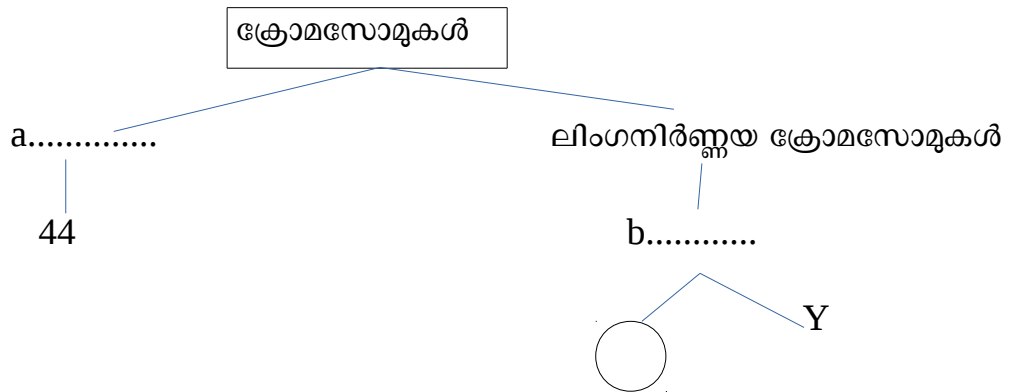 ക്രോമസോമുകൾ
a..............
ലിംഗനിർണ്ണയ ക്രോമസോമുകൾ
44
b............
Y